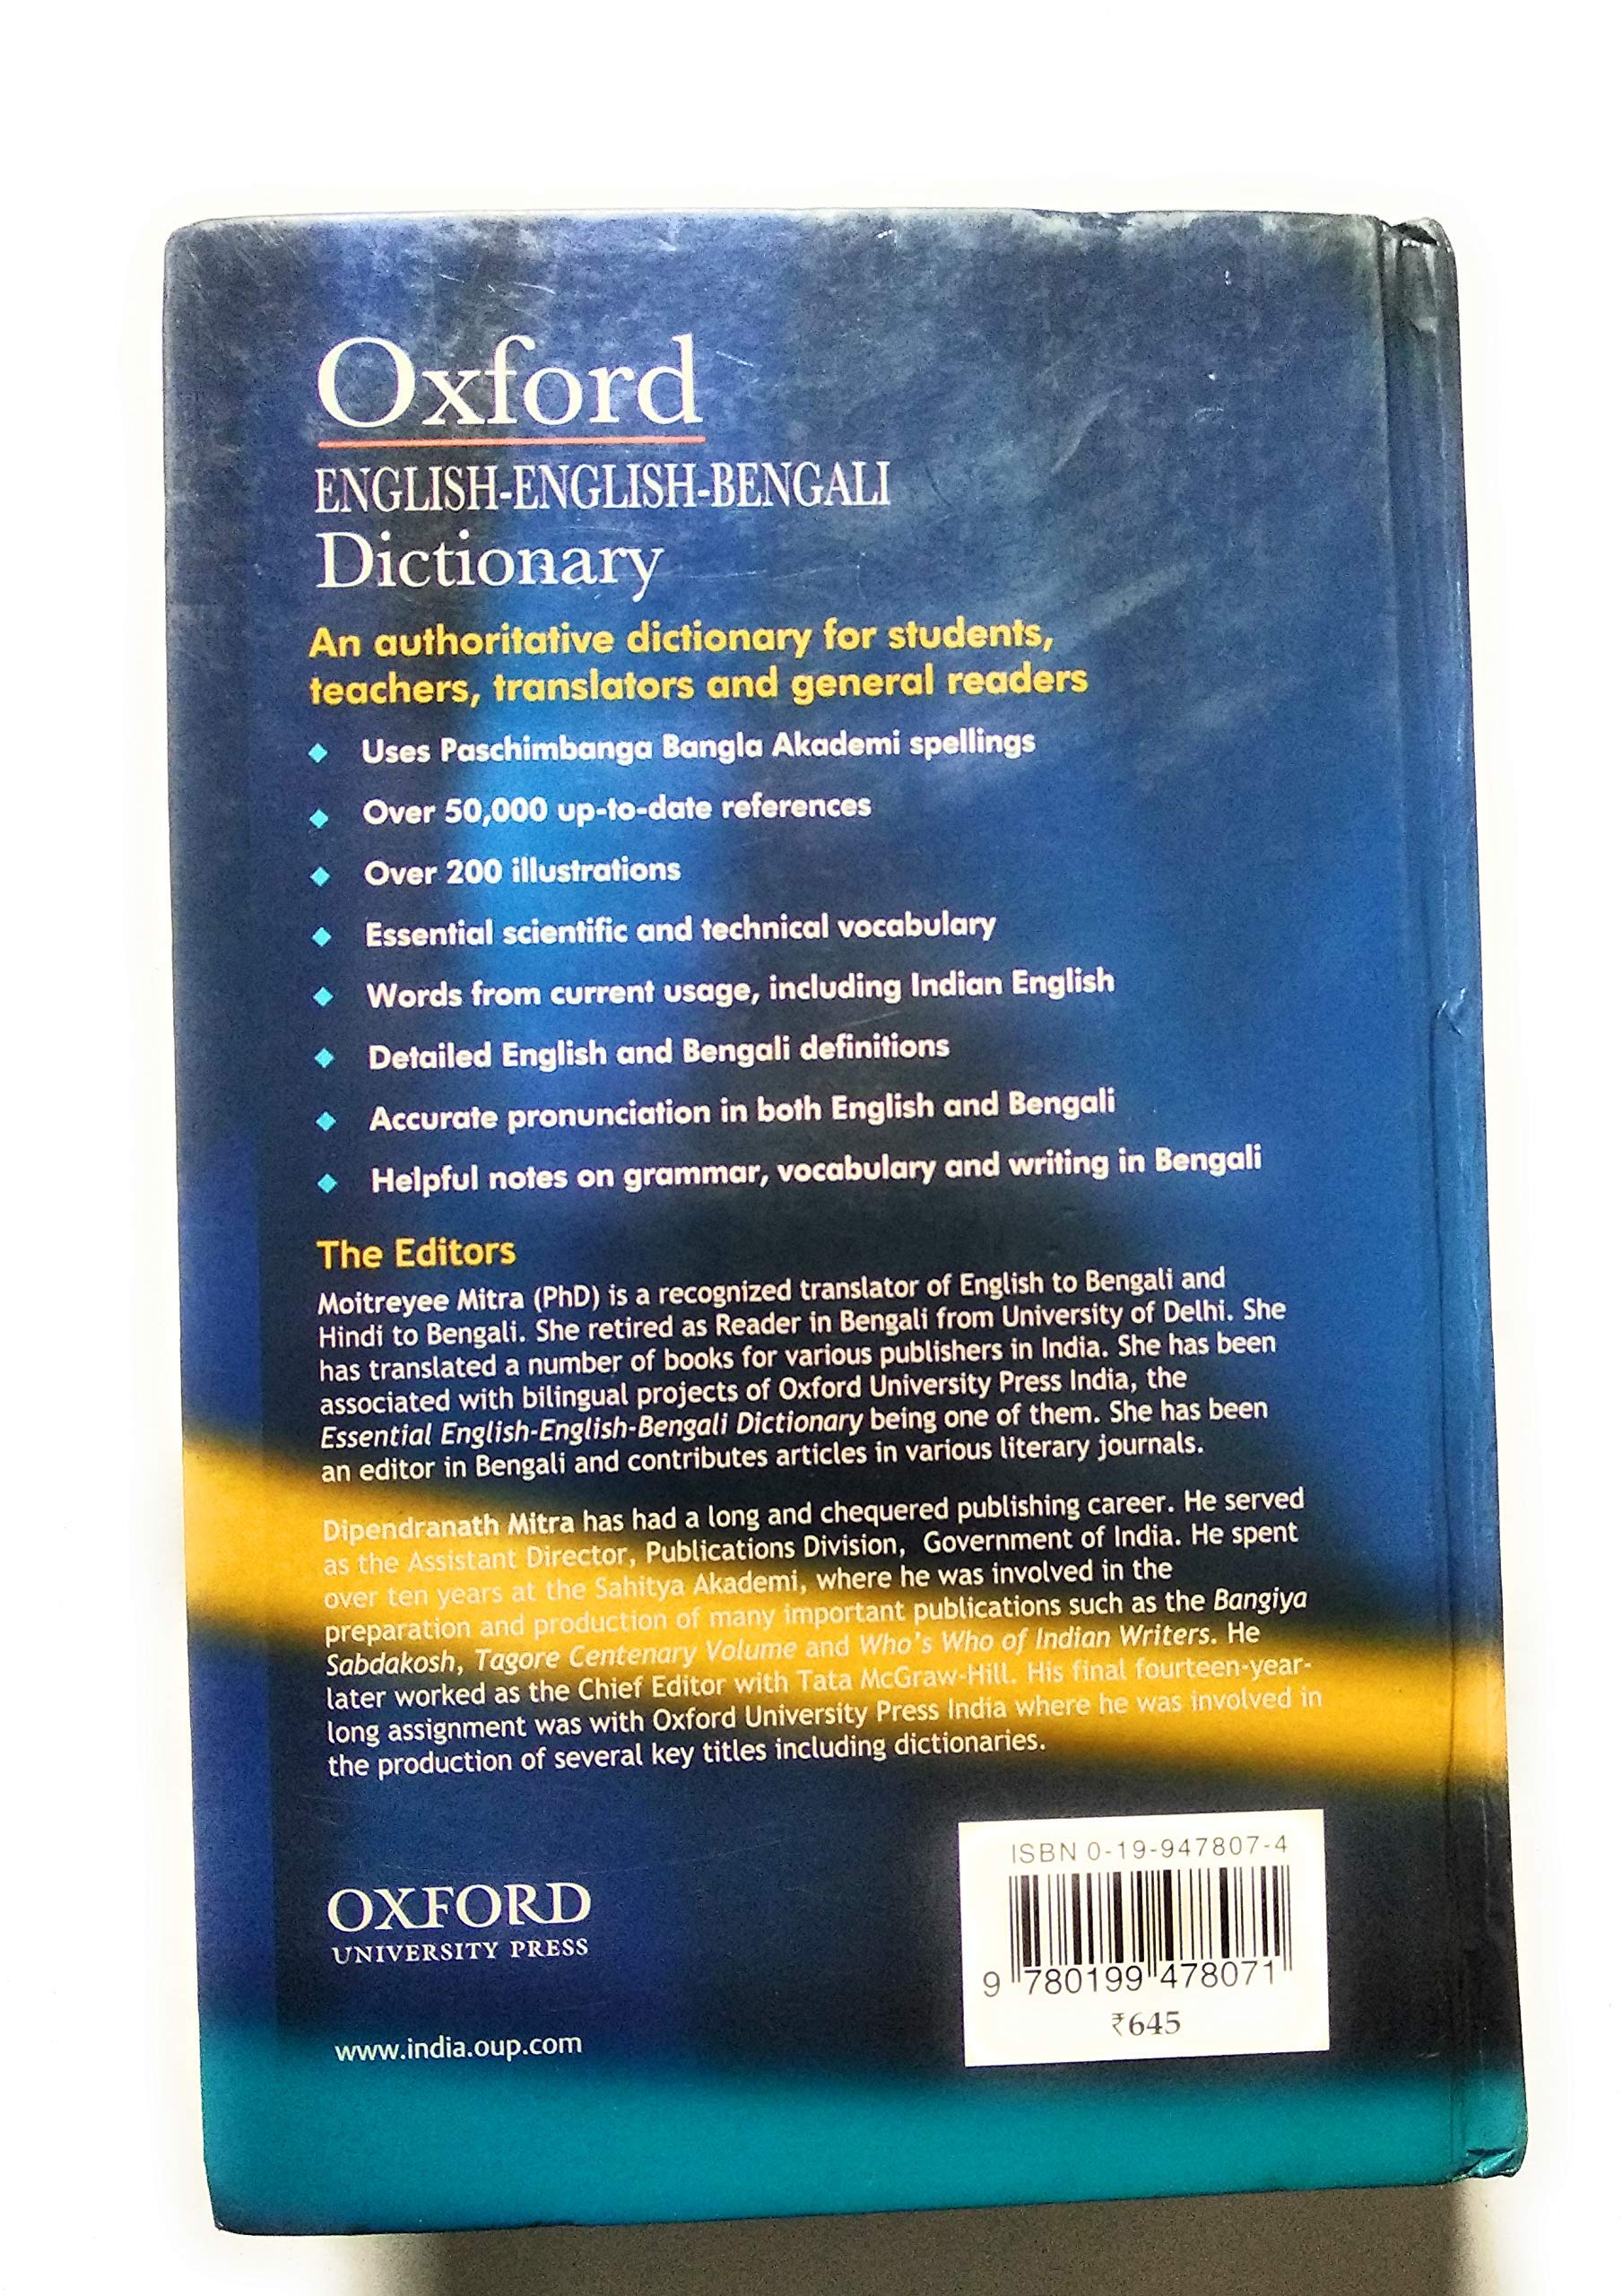 Oxford
ENGLISH-ENGLISH-BENGALI
Dictionary
An authoritative dictionary for students,
teachers, translators and general readers
◆ Uses Paschimbanga Bangla Akademi spellings
◆ Over 50,000 up-to-date references
◆ Over 200 illustrations
◆ Essential scientific and technical vocabulary
◆ Words from current usage, including Indian English
◆ Detailed English and Bengali definitions
◆ Accurate pronunciation in both English and Bengali
◆ Helpful notes on grammar, vocabulary and writing in Bengali
The Editors
Moitreyee Mitra (PhD) is a recognized translator of English to Bengali and
Hindi to Bengali. She retired as Reader in Bengali from University of Delhi. She
has translated a number of books for various publishers in India. She has been
associated with bilingual projects of Oxford University Press India, the
Essential English-English-Bengali Dictionary being one of them. She has been
an editor in Bengali and contributes articles in various literary journals.
Dipendranath Mitra has had a long and chequered publishing career. He served
as the Assistant Director, Publications Division, Government of India. He spent
over ten years at the Sahitya Akademi, where he was involved in the
preparation and production of many important publications such as the Bangiya
Sabdakosh, Tagore Centenary Volume and Who's Who of Indian Writers. He
later worked as the Chief Editor with Tata McGraw-Hill. His final fourteen-year-
long assignment was with Oxford University Press India where he was involved in
the production of several key titles including dictionaries.
OXFORD
UNIVERSITY PRESS
www.india.oup.com
ISBN 0-19-947807-4
9 780199 478071
₹645